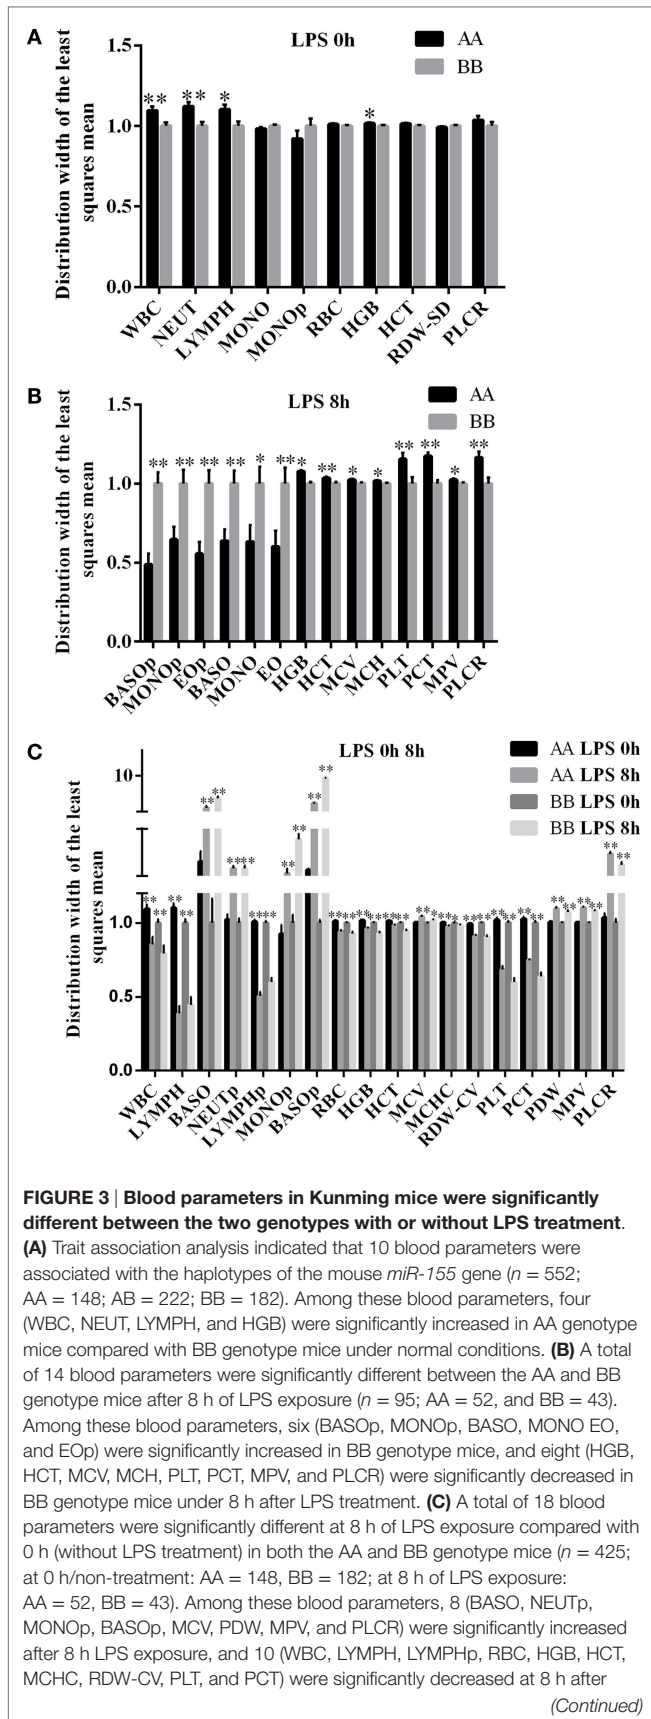 A
LPS 0h
AA
BB
Distribution width of the least
squares mean
1.5
1.0
0.5
0.0
** ** * *
WBC
NEUT
LYMPH
MONO
MONOp
RBC
HGB
HCT
RDW-SD
PLCR
B
LPS 8h
AA
BB
Distribution width of the least
squares mean
1.5
1.0
0.5
0.0
** ** ** ** * ** * ** * * ** ** * **
BASOp
MONOp
EOp
BASO
MONO
EO
HGB
HCT
MCV
MCH
PLT
PCT
MPV
PLCR
C
LPS 0h 8h
AA LPS 0h
AA LPS 8h
BB LPS 0h
BB LPS 8h
Distribution width of the least
squares mean
10
1.0
0.5
0.0
WBC
LYMPH
BASO
NEUTp
LYMPHp
MONOp
BASOp
RBC
HGB
HCT
MCV
MCHC
RDW-CV
PLT
PCT
PDW
MPV
PLCR
FIGURE 3 | Blood parameters in Kunming mice were significantly
different between the two genotypes with or without LPS treatment.
(A) Trait association analysis indicated that 10 blood parameters were
associated with the haplotypes of the mouse miR-155 gene (n = 552;
AA = 148; AB = 222; BB = 182). Among these blood parameters, four
(WBC, NEUT, LYMPH, and HGB) were significantly increased in AA genotype
mice compared with BB genotype mice under normal conditions. (B) A total
of 14 blood parameters were significantly different between the AA and BB
genotype mice after 8 h of LPS exposure (n = 95; AA = 52, and BB = 43).
Among these blood parameters, six (BASOp, MONOp, BASO, MONO EO,
and EOp) were significantly increased in BB genotype mice, and eight (HGB,
HCT, MCV, MCH, PLT, PCT, MPV, and PLCR) were significantly decreased in
BB genotype mice under 8 h after LPS treatment. (C) A total of 18 blood
parameters were significantly different at 8 h of LPS exposure compared with
0 h (without LPS treatment) in both the AA and BB genotype mice (n = 425;
at 0 h/non-treatment: AA = 148, BB = 182; at 8 h of LPS exposure:
AA = 52, BB = 43). Among these blood parameters, 8 (BASO, NEUTp,
MONOp, BASOp, MCV, PDW, MPV, and PLCR) were significantly increased
after 8 h LPS exposure, and 10 (WBC, LYMPH, LYMPHp, RBC, HGB, HCT,
MCHC, RDW-CV, PLT, and PCT) were significantly decreased at 8 h after
(Continued)